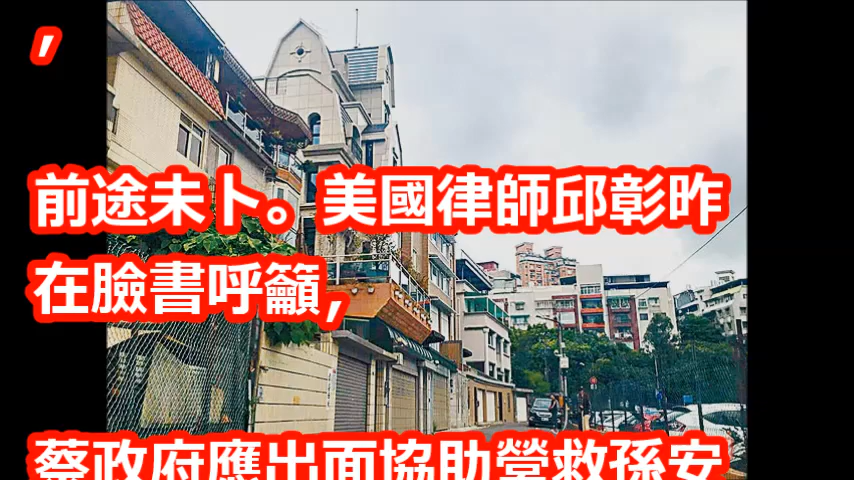 ,
前途未卜。美國律師邱彰昨
在臉書呼籲,
蔡政府應出面協助營救孫安